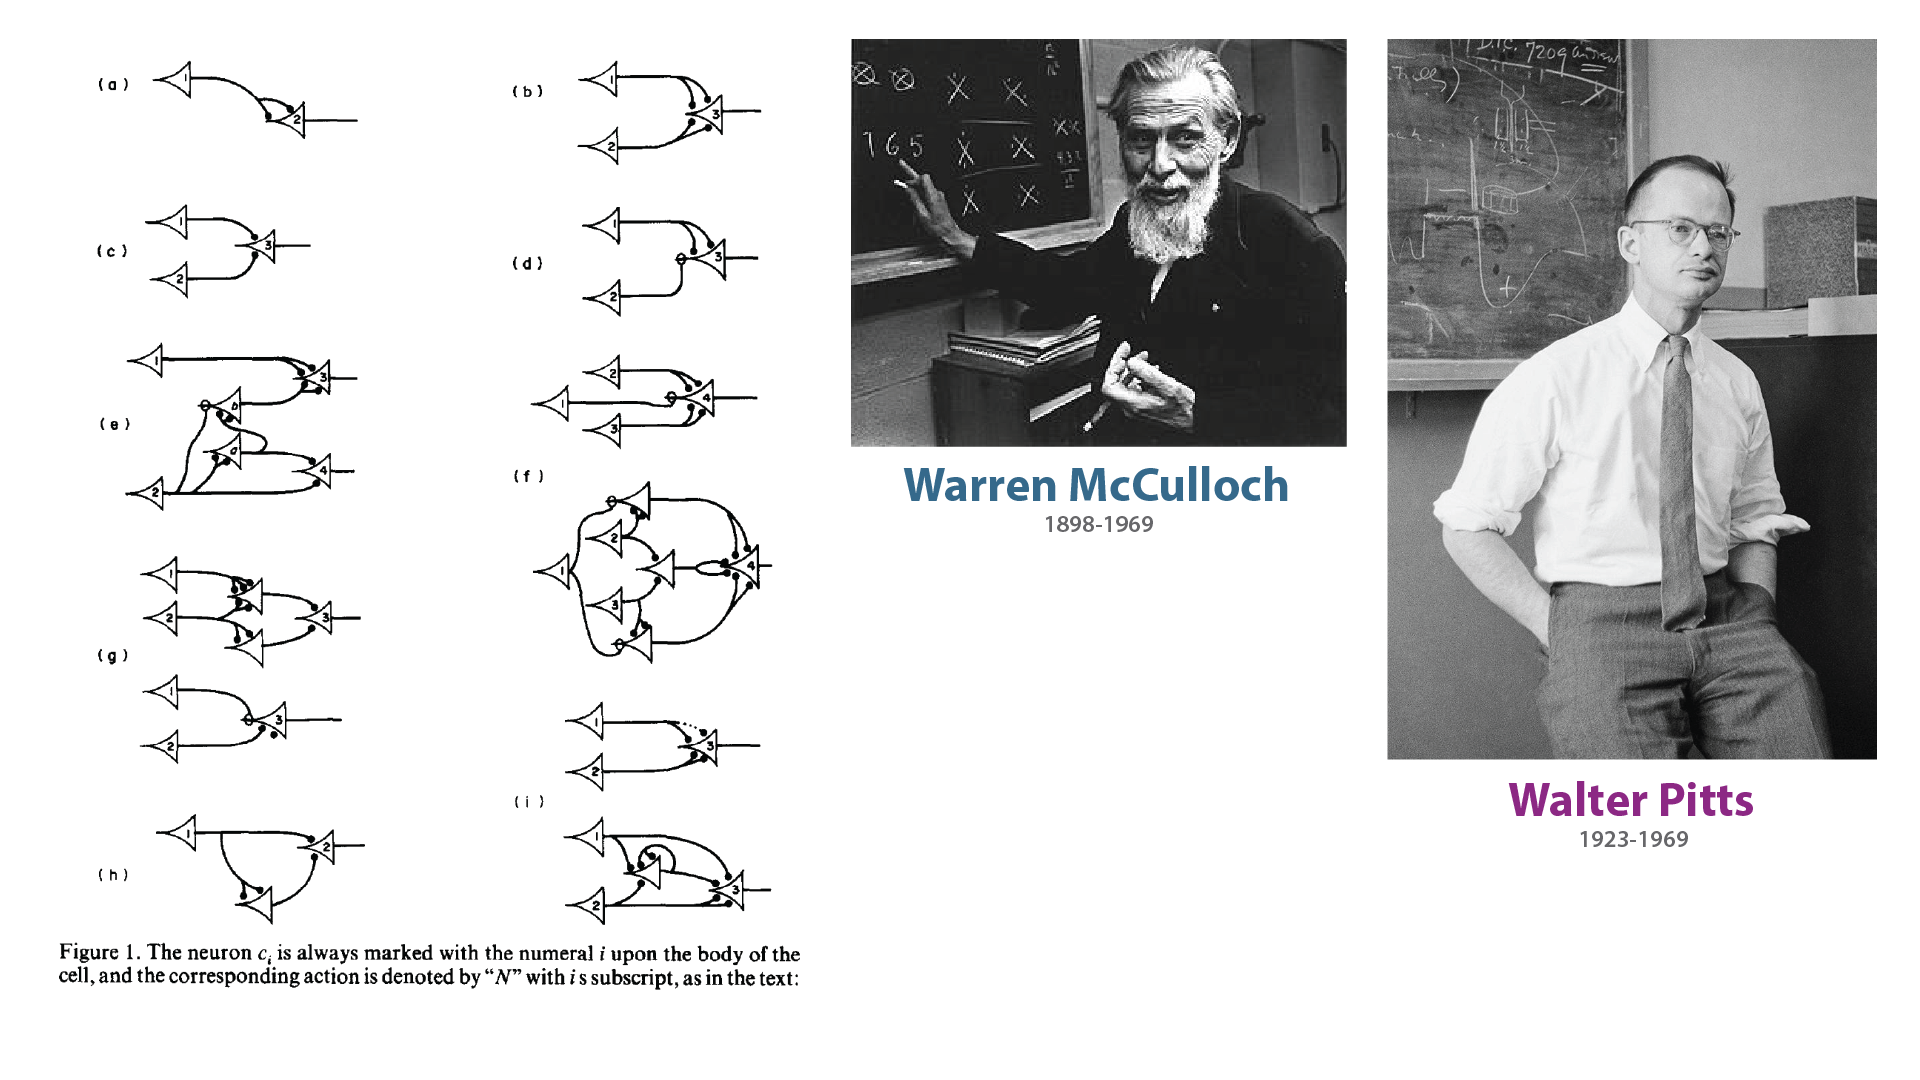 (a)
1
2
(b)
1
2
3
(c)
1
2
3
(d)
1
2
3
(e)
1
2
3
b
a
4
(f)
2
1
3
4
1
2
3
4
(g)
1
2
3
1
2
3
(h)
1
2
(i)
1
2
3
1
2
3
Figure 1. The neuron cᵢ is always marked with the numeral i upon the body of the
cell, and the corresponding action is denoted by “N” with i s subscript, as in the text:
165
Warren McCulloch
1898-1969
D.I.C. 7209
Walter Pitts
1923-1969